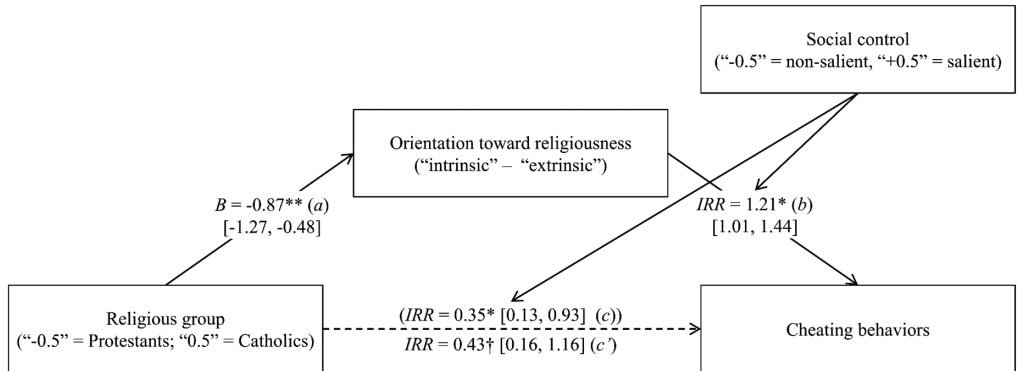 Social control
(“-0.5” = non-salient, “+0.5” = salient)
Orientation toward religiousness
(“intrinsic” – “extrinsic”)
B = -0.87** (a)
[-1.27, -0.48]
IRR = 1.21* (b)
[1.01, 1.44]
Religious group
(“-0.5” = Protestants; “0.5” = Catholics)
(IRR = 0.35* [0.13, 0.93] (c))
IRR = 0.43† [0.16, 1.16] (c’)
Cheating behaviors